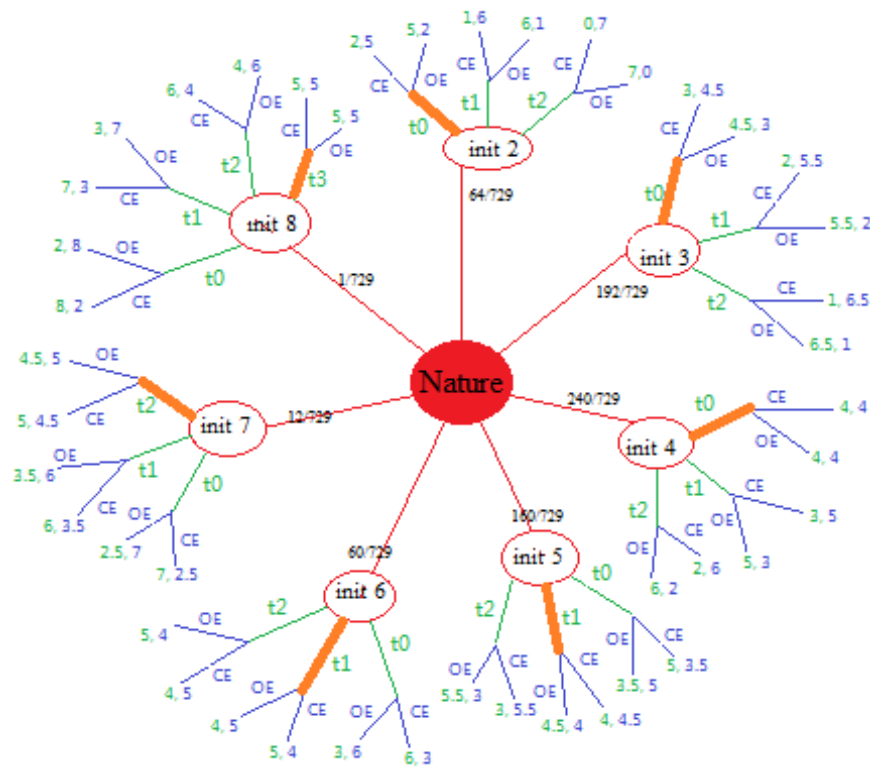 Nature
init 2
64/729
t0
CE
2,5
OE
5,2
t1
CE
1,6
OE
6,1
t2
CE
0,7
OE
7,0
init 3
192/729
t0
CE
3, 4.5
OE
4.5, 3
t1
CE
2, 5.5
OE
5.5, 2
t2
CE
1, 6.5
OE
6.5, 1
init 4
240/729
t0
CE
4, 4
OE
4, 4
t1
CE
3, 5
OE
5, 3
t2
CE
2, 6
OE
6, 2
init 5
160/729
t0
CE
5, 3.5
OE
3.5, 5
t1
CE
4, 4.5
OE
4.5, 4
t2
CE
3, 5.5
OE
5.5, 3
init 6
60/729
t0
CE
6, 3
OE
3, 6
t1
CE
5, 4
OE
4, 5
t2
CE
4, 5
OE
5, 4
init 7
12/729
t0
CE
7, 2.5
OE
2.5, 7
t1
CE
6, 3.5
3.5, 6
t2
CE
5, 4.5
OE
4.5, 5
init 8
1/729
t0
CE
8, 2
OE
2, 8
t1
CE
7, 3
OE
3, 7
t2
CE
6, 4
OE
4, 6
t3
CE
5, 5
OE
5, 5